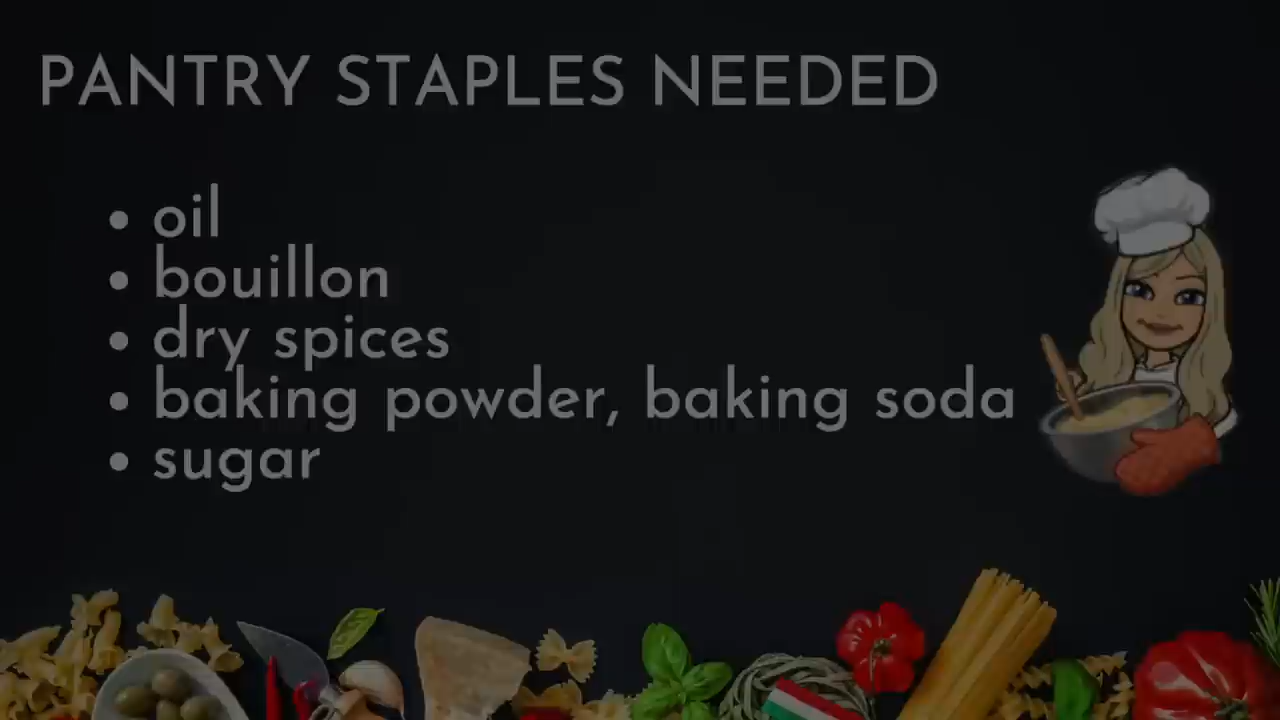 PANTRY STAPLES NEEDED
• oil
• bouillon
• dry spices
• baking powder, baking soda
• sugar